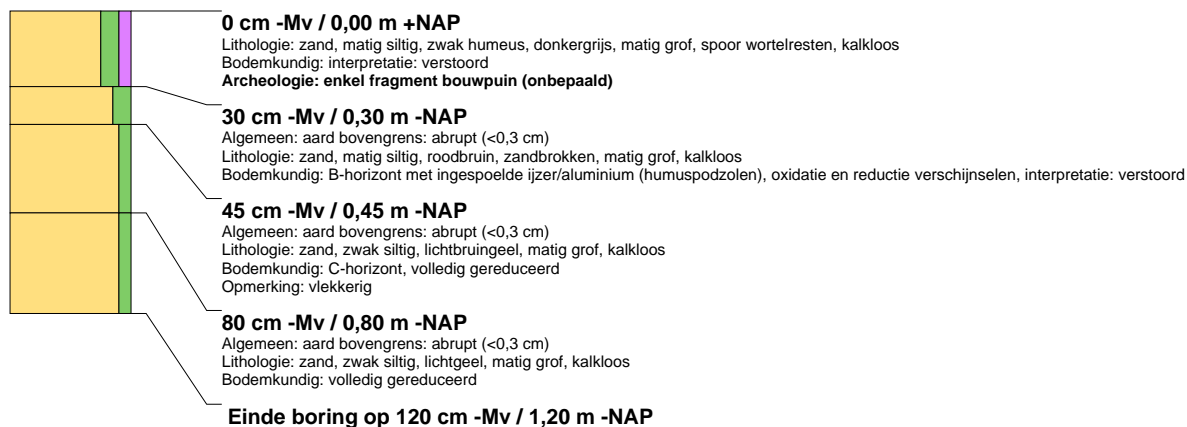 0 cm -Mv / 0,00 m +NAP
Lithologie: zand, matig siltig, zwak humeus, donkergrijs, matig grof, spoor wortelresten, kalkloos
Bodemkundig: interpretatie: verstoord
Archeologie: enkel fragment bouwpuin (onbepaald)
30 cm -Mv / 0,30 m -NAP
Algemeen: aard bovengrens: abrupt (<0,3 cm)
Lithologie: zand, matig siltig, roodbruin, zandbrokken, matig grof, kalkloos
Bodemkundig: B-horizont met ingespoelde ijzer/aluminium (humuspodzolen), oxidatie en reductie verschijnselen, interpretatie: verstoord
45 cm -Mv / 0,45 m -NAP
Algemeen: aard bovengrens: abrupt (<0,3 cm)
Lithologie: zand, zwak siltig, lichtbruingeel, matig grof, kalkloos
Bodemkundig: C-horizont, volledig gereduceerd
Opmerking: vlekkerig
80 cm -Mv / 0,80 m -NAP
Algemeen: aard bovengrens: abrupt (<0,3 cm)
Lithologie: zand, zwak siltig, lichtgeel, matig grof, kalkloos
Bodemkundig: volledig gereduceerd
Einde boring op 120 cm -Mv / 1,20 m -NAP